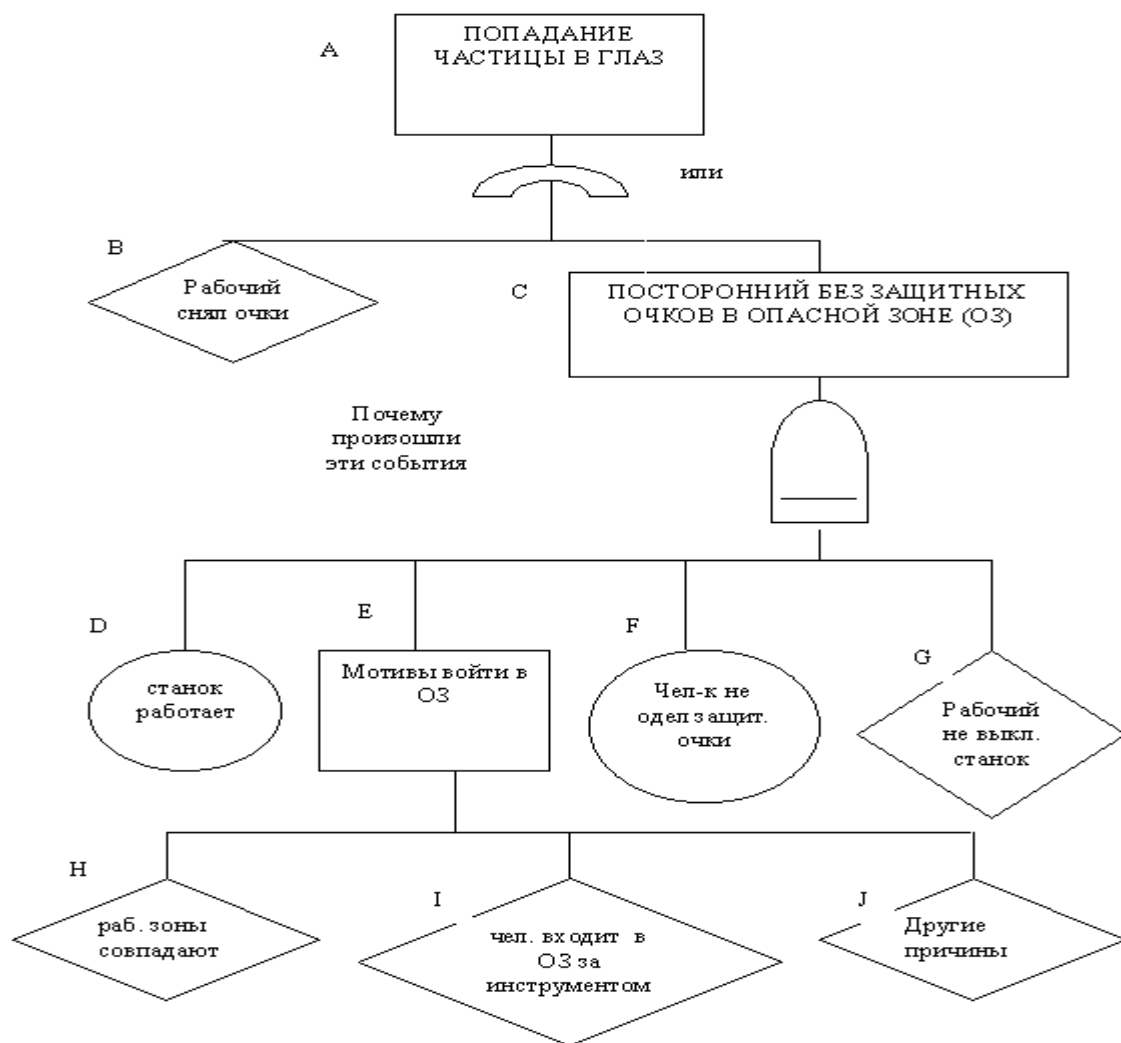 A
ПОПАДАНИЕ
ЧАСТИЦЫ В ГЛАЗ
или
B
Рабочий
снял очки
C
ПОСТОРОННИЙ БЕЗ ЗАЩИТНЫХ
ОЧКОВ В ОПАСНОЙ ЗОНЕ (ОЗ)
Почему
произошли
эти события
D
станок
работает
E
Мотивы войти в
ОЗ
F
Чел-к не
одел защит.
очки
G
Рабочий
не выкл.
станок
H
раб. зоны
совпадают
I
чел. входит в
ОЗ за
инструментом
J
Другие
причины